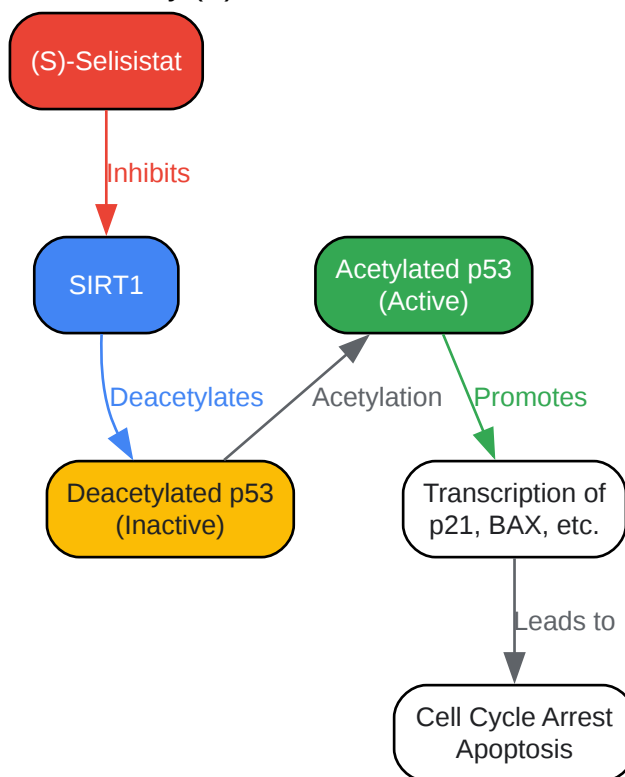 (S)-Selisistat
Inhibits
SIRT1
Acetylated p53
(Active)
Deacetylates
Acetylation
Promotes
Deacetylated p53
(Inactive)
Transcription of
p21, BAX, etc.
Leads to
Cell Cycle Arrest
Apoptosis